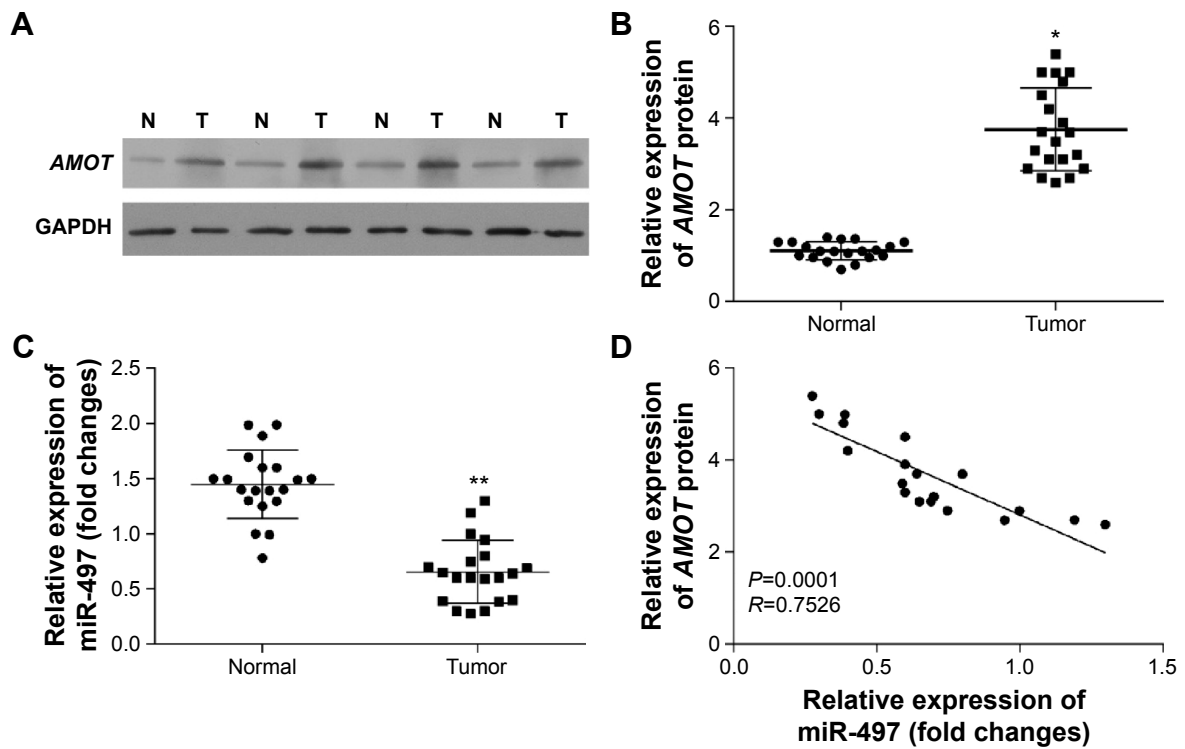 A
N T N T N T N T
AMOT
GAPDH
B
Relative expression
of AMOT protein
6
4
2
0
*
Normal Tumor
C
Relative expression of
miR-497 (fold changes)
2.5
2.0
1.5
1.0
0.5
0.0
**
Normal Tumor
D
Relative expression
of AMOT protein
6
4
2
0
P=0.0001
R=0.7526
0.0 0.5 1.0 1.5
Relative expression of
miR-497 (fold changes)